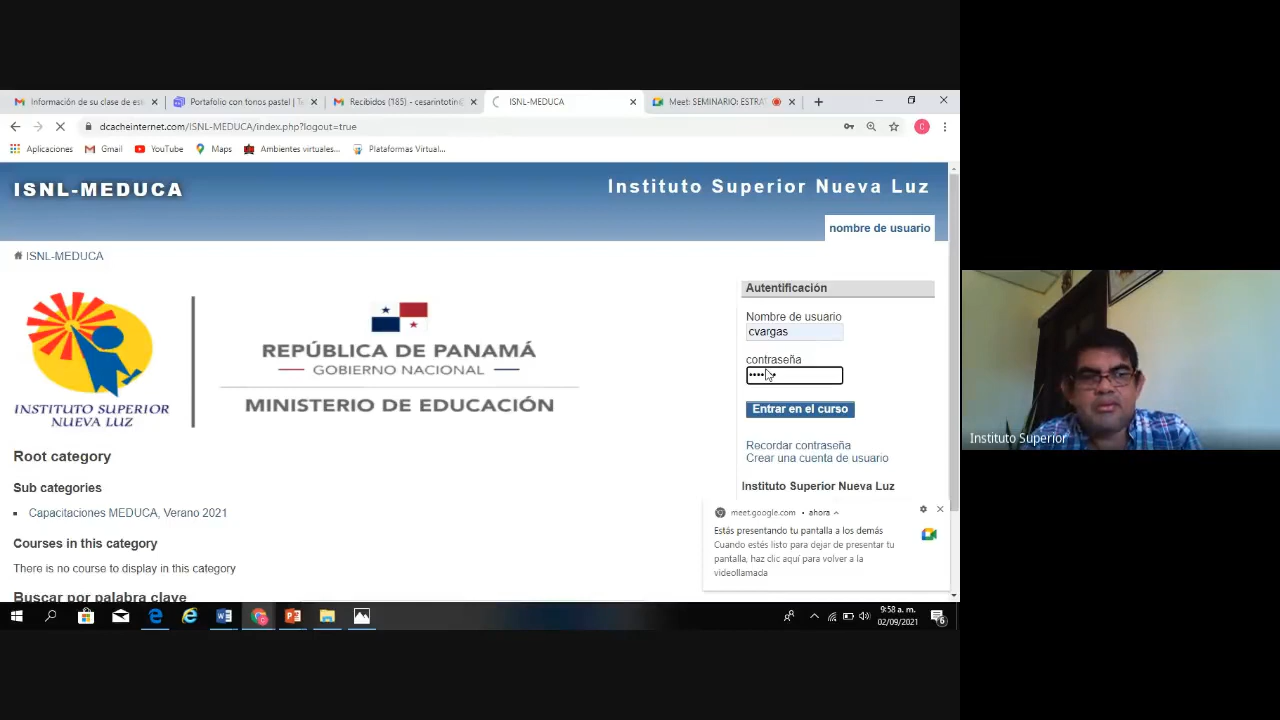 Información de su clase de es
Portafolio con tonos pastel | Te
Recibidos (185) - cesarintotin@
ISNL-MEDUCA
Meet: SEMINARIO: ESTRAT
dcacheinternet.com/ISNL-MEDUCA/index.php?logout=true
C
Aplicaciones
Gmail
YouTube
Maps
Ambientes virtuales...
Plataformas Virtual...
ISNL-MEDUCA
Instituto Superior Nueva Luz
nombre de usuario
ISNL-MEDUCA
INSTITUTO SUPERIOR
NUEVA LUZ
REPÚBLICA DE PANAMÁ
GOBIERNO NACIONAL
MINISTERIO DE EDUCACIÓN
Autentificación
Nombre de usuario
cvargas
contraseña
Entrar en el curso
Recordar contraseña
Crear una cuenta de usuario
Instituto Superior Nueva Luz
Root category
Sub categories
Capacitaciones MEDUCA, Verano 2021
Courses in this category
There is no course to display in this category
Buscar por palabra clave
meet.google.com • ahora
Estás presentando tu pantalla a los demás
Cuando estés listo para dejar de presentar tu
pantalla, haz clic aquí para volver a la
videollamada
9:58 a. m.
02/09/2021
6
Instituto Superior